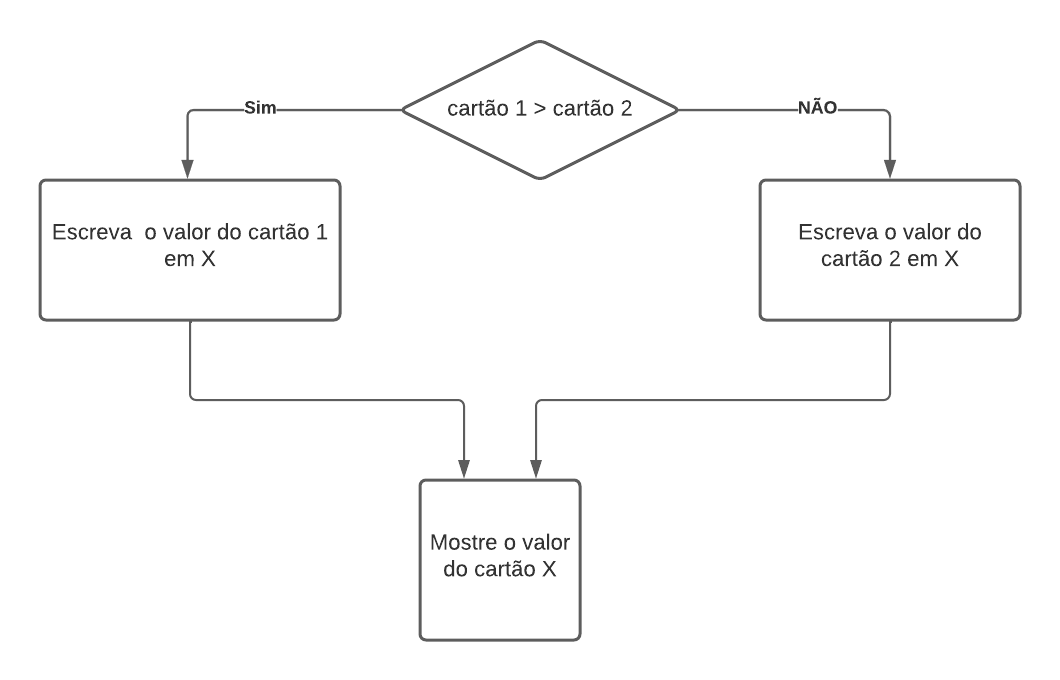 cartão 1 > cartão 2
Sim
NÃO
Escreva o valor do cartão 1
em X
Escreva o valor do
cartão 2 em X
Mostre o valor
do cartão X